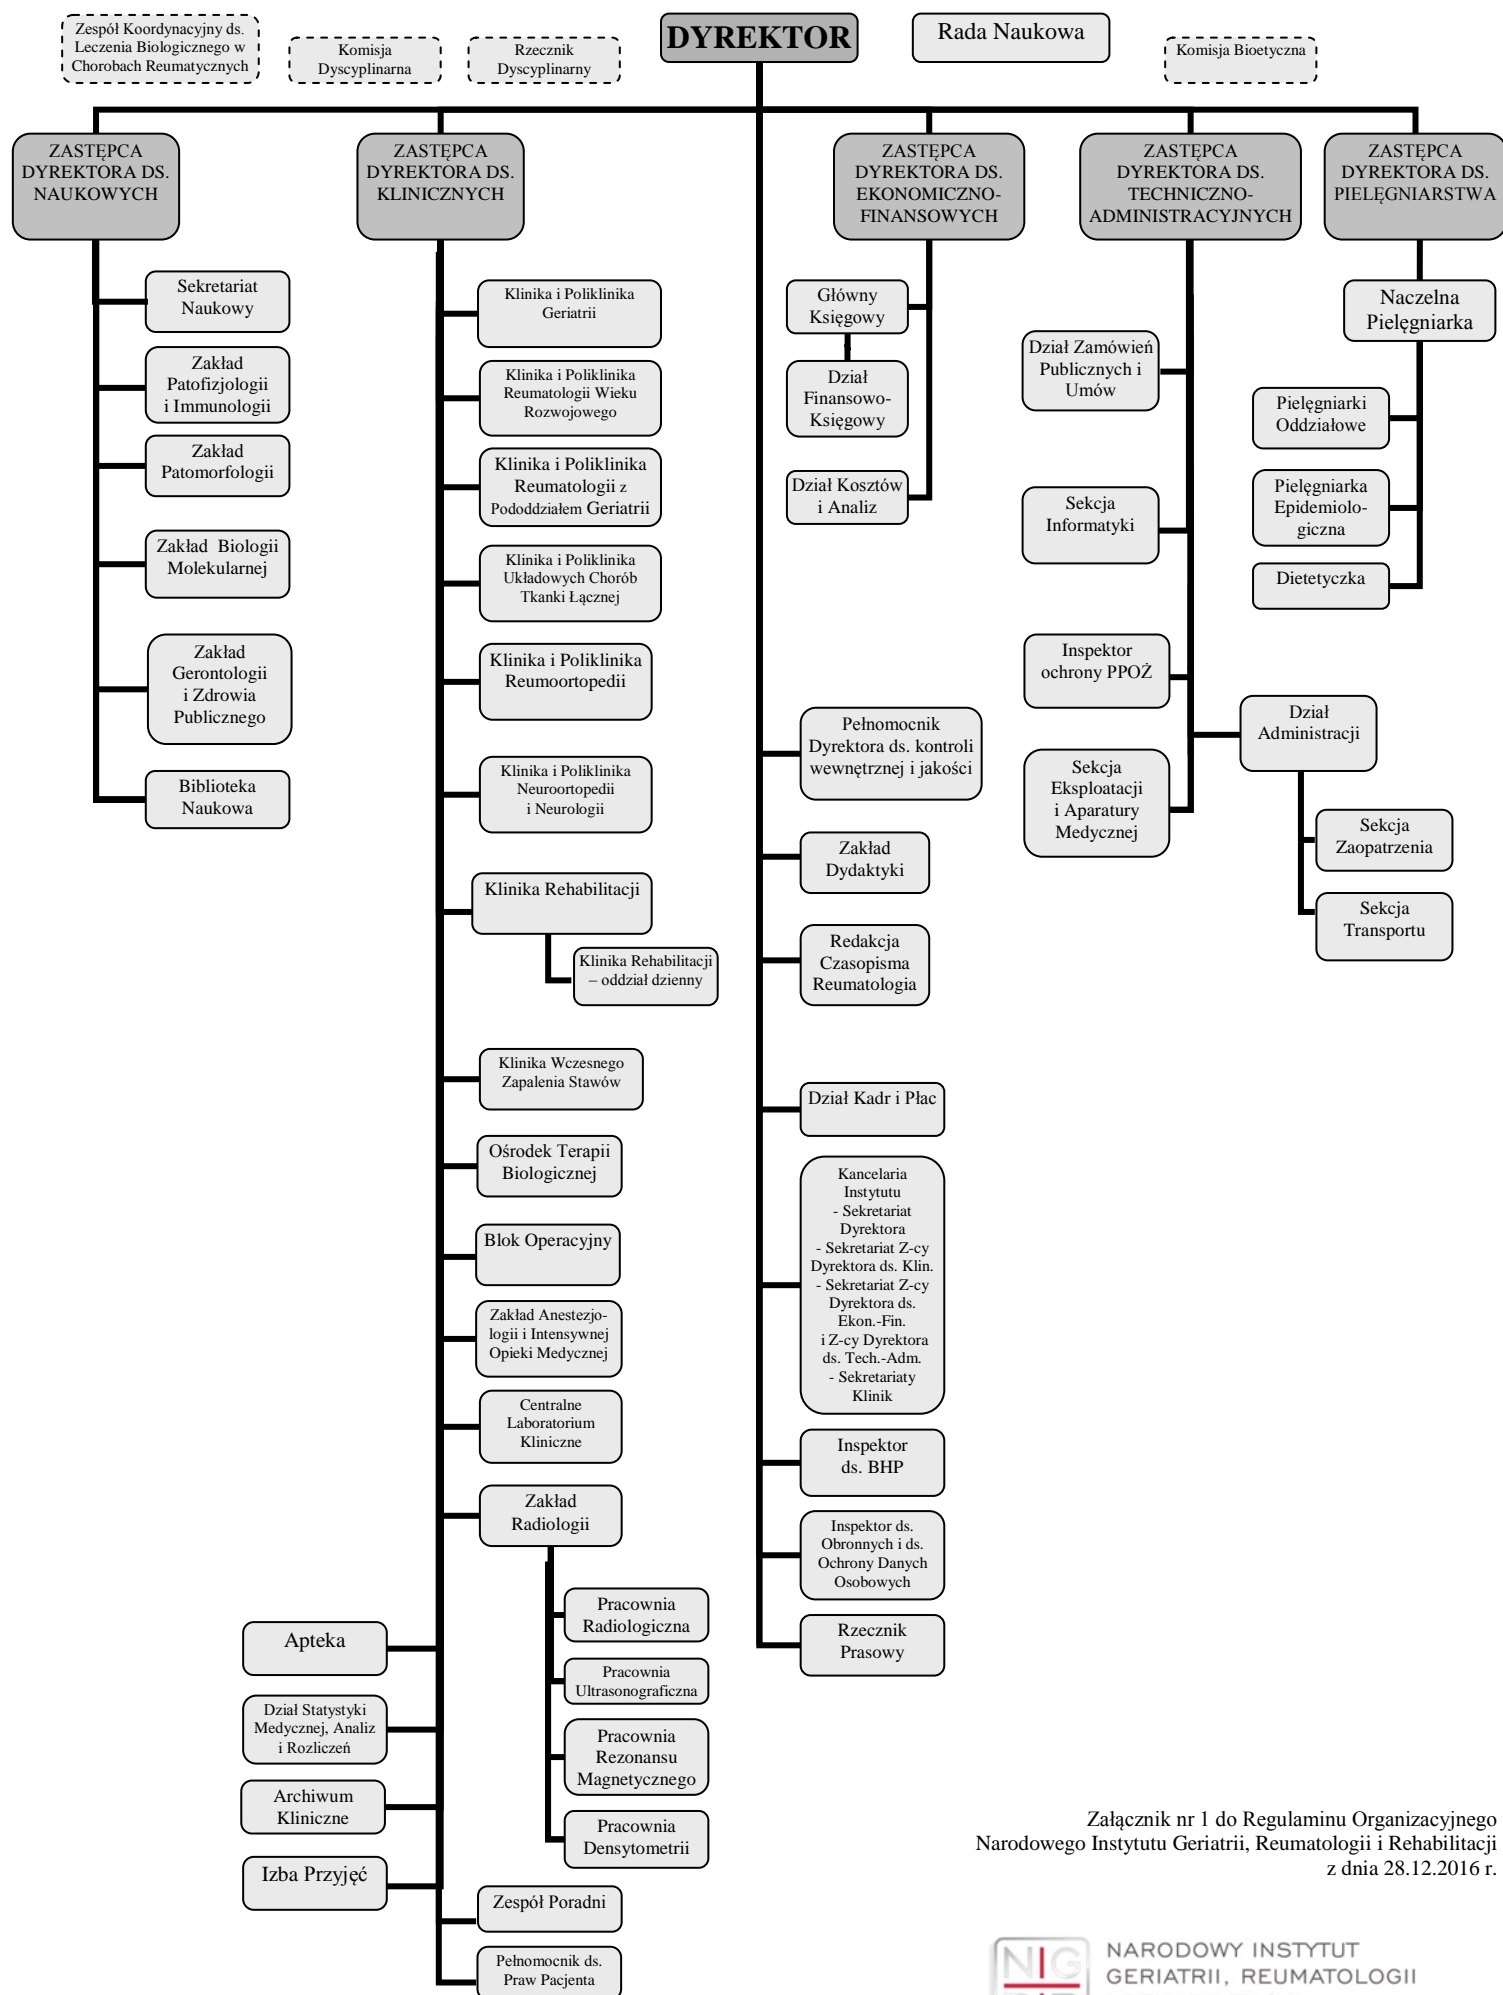 Zespół Koordynacyjny ds.
Leczenia Biologicznego w
Chorobach Reumatycznych
Komisja
Dyscyplinarna
Rzecznik
Dyscyplinarny
DYREKTOR
Rada Naukowa
Komisja Bioetyczna
ZASTĘPCA
DYREKTORA DS.
NAUKOWYCH
ZASTĘPCA
DYREKTORA DS.
KLINICZNYCH
ZASTĘPCA
DYREKTORA DS.
EKONOMICZNO-
FINANSOWYCH
ZASTĘPCA
DYREKTORA DS.
TECHNICZNO-
ADMINISTRACYJNYCH
ZASTĘPCA
DYREKTORA DS.
PIELĘGNIARSTWA
Sekretariat
Naukowy
Zakład
Patofizjologii
i Immunologii
Zakład
Patomorfologii
Zakład Biologii
Molekularnej
Zakład
Gerontologii
i Zdrowia
Publicznego
Biblioteka
Naukowa
Klinika i Poliklinika
Geriatrii
Klinika i Poliklinika
Reumatologii Wieku
Rozwojowego
Klinika i Poliklinika
Reumatologii z
Pododdziałem Geriatrii
Klinika i Poliklinika
Układowych Chorób
Tkanki Łącznej
Klinika i Poliklinika
Reumoortopedii
Klinika i Poliklinika
Neuroortopedii
i Neurologii
Klinika Rehabilitacji
Klinika Rehabilitacji
– oddział dzienny
Klinika Wczesnego
Zapalenia Stawów
Ośrodek Terapii
Biologicznej
Blok Operacyjny
Zakład Anestezjo-
logii i Intensywnej
Opieki Medycznej
Centralne
Laboratorium
Kliniczne
Zakład
Radiologii
Pracownia
Radiologiczna
Pracownia
Ultrasonograficzna
Pracownia
Rezonansu
Magnetycznego
Pracownia
Densytometrii
Apteka
Dział Statystyki
Medycznej, Analiz
i Rozliczeń
Archiwum
Kliniczne
Izba Przyjęć
Zespół Poradni
Pełnomocnik ds.
Praw Pacjenta
Główny
Księgowy
Dział
Finansowo-
Księgowy
Dział Kosztów
i Analiz
Pełnomocnik
Dyrektora ds. kontroli
wewnętrznej i jakości
Zakład
Dydaktyki
Redakcja
Czasopisma
Reumatologia
Dział Kadr i Płac
Kancelaria
Instytutu
- Sekretariat
Dyrektora
- Sekretariat Z-cy
Dyrektora ds. Klin.
- Sekretariat Z-cy
Dyrektora ds.
Ekon.-Fin.
i Z-cy Dyrektora
ds. Tech.-Adm.
- Sekretariaty
Klinik
Inspektor
ds. BHP
Inspektor ds.
Obronnych i ds.
Ochrony Danych
Osobowych
Rzecznik
Prasowy
Dział Zamówień
Publicznych i
Umów
Sekcja
Informatyki
Inspektor
ochrony PPOŻ
Sekcja
Eksploatacji
i Aparatury
Medycznej
Dział
Administracji
Sekcja
Zaopatrzenia
Sekcja
Transportu
Naczelna
Pielęgniarka
Pielęgniarki
Oddziałowe
Pielęgniarka
Epidemiolo-
giczna
Dietetyczka
Załącznik nr 1 do Regulaminu Organizacyjnego
Narodowego Instytutu Geriatrii, Reumatologii i Rehabilitacji
z dnia 28.12.2016 r.
NIG
NARODOWY INSTYTUT
GERIATRII, REUMATOLOGII